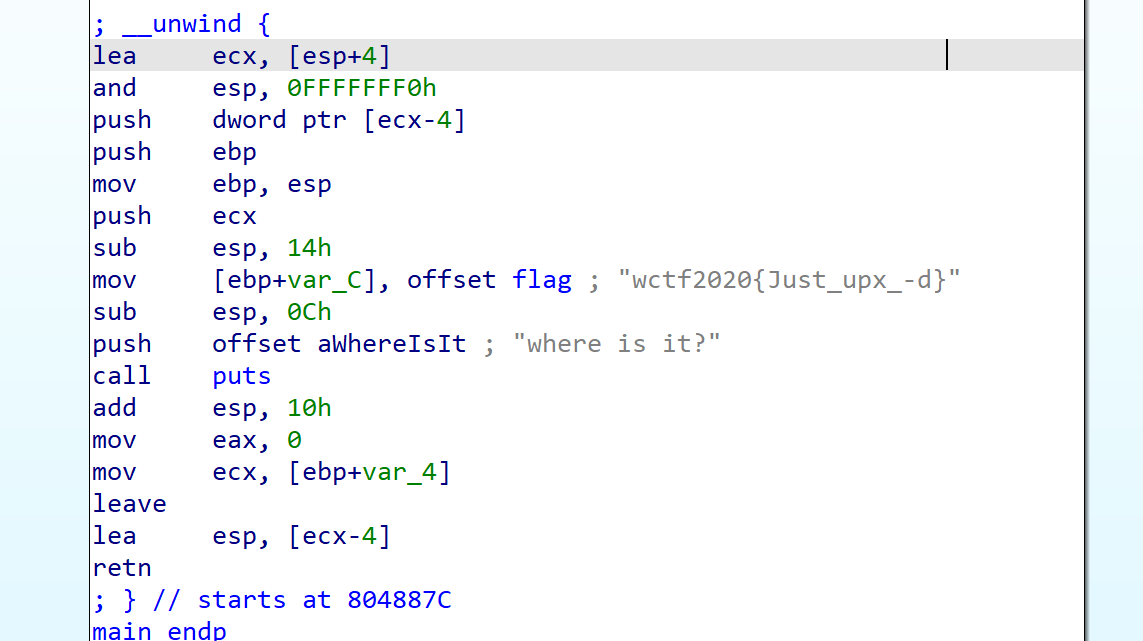 ; __unwind {
lea     ecx, [esp+4]
and     esp, 0FFFFFFF0h
push    dword ptr [ecx-4]
push    ebp
mov     ebp, esp
push    ecx
sub     esp, 14h
mov     [ebp+var_C], offset flag ; "wctf2020{Just_upx_-d}"
sub     esp, 0Ch
push    offset aWhereIsIt ; "where is it?"
call    puts
add     esp, 10h
mov     eax, 0
mov     ecx, [ebp+var_4]
leave
lea     esp, [ecx-4]
retn
; } // starts at 804887C
main endp